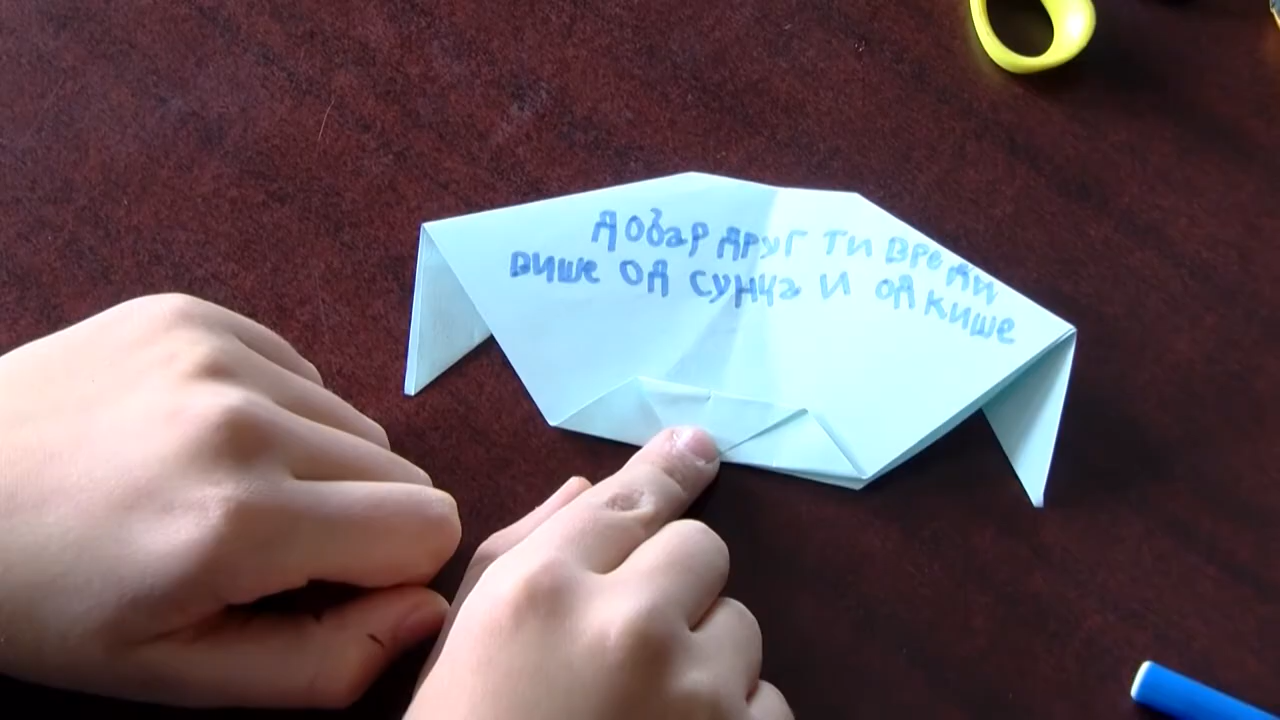 добар друг ти вреди
више од сунца и од кише